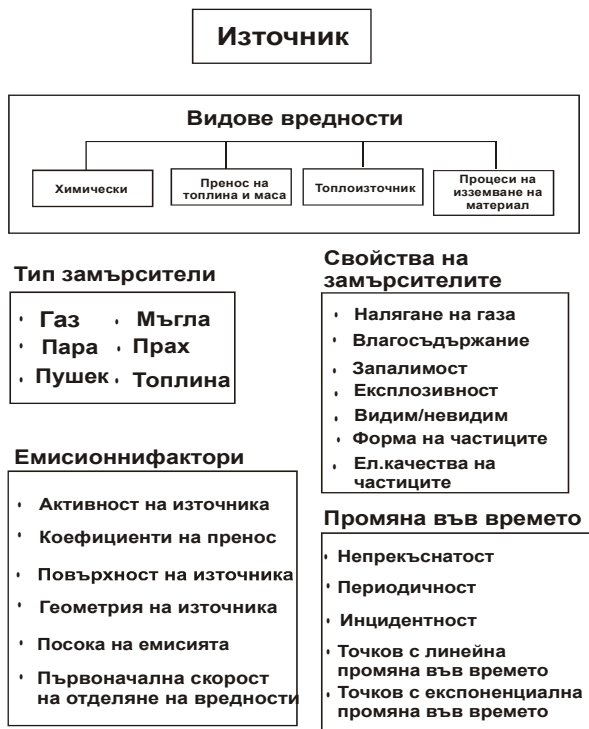 Източник
Видове вредности
Химически
Пренос на
топлина и маса
Топлоизточник
Процеси на
изземване на
материал
Тип замърсители
• Газ • Мъгла
• Пара • Прах
• Пушек • Топлина
Свойства на
замърсителите
• Налягане на газа
• Влагосъдържание
• Запалимост
• Експлозивност
• Видим/невидим
• Форма на частиците
• Ел.качества на
частиците
Емисионнифактори
• Активност на източника
• Коефициенти на пренос
• Повърхност на източника
• Геометрия на източника
• Посока на емисията
• Първоначална скорост
на отделяне на вредности
Промяна във времето
• Непрекъснатост
• Периодичност
• Инцидентност
• Точков с линейна
промяна във времето
• Точков с експоненциална
промяна във времето